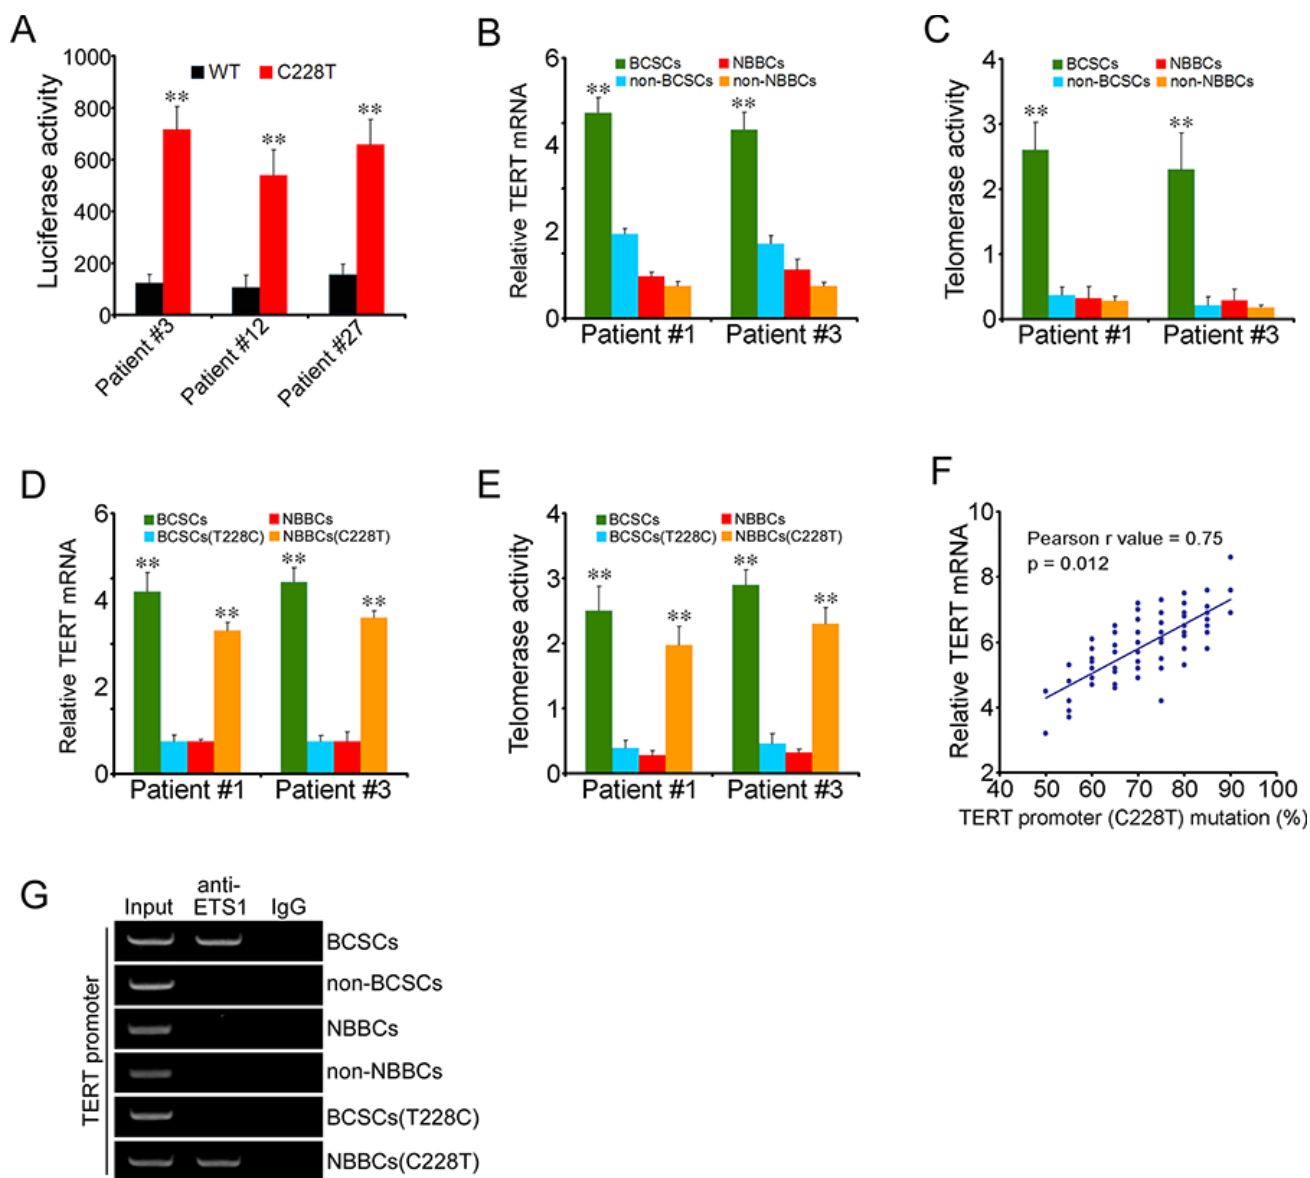 A
Luciferase activity
1000
800
600
400
200
0
WT C228T
**
**
**
Patient #3
Patient #12
Patient #27
B
Relative TERT mRNA
6
2
0
BCSCs NBBCs
non-BCSCs non-NBBCs
**
**
Patient #1 Patient #3
C
Telomerase activity
4
3
2
1
0
BCSCs NBBCs
non-BCSCs non-NBBCs
**
**
Patient #1 Patient #3
D
Relative TERT mRNA
6
4
2
0
BCSCs NBBCs
BCSCs(T228C) NBBCs(C228T)
** **
** **
Patient #1 Patient #3
E
Telomerase activity
4
3
2
1
0
BCSCs NBBCs
BCSCs(T228C) NBBCs(C228T)
** **
** **
Patient #1 Patient #3
F
Relative TERT mRNA
10
8
6
4
2
Pearson r value = 0.75
p = 0.012
40 50 60 70 80 90 100
TERT promoter (C228T) mutation (%)
G
TERT promoter
Input anti-ETS1 IgG
BCSCs
non-BCSCs
NBBCs
non-NBBCs
BCSCs(T228C)
NBBCs(C228T)